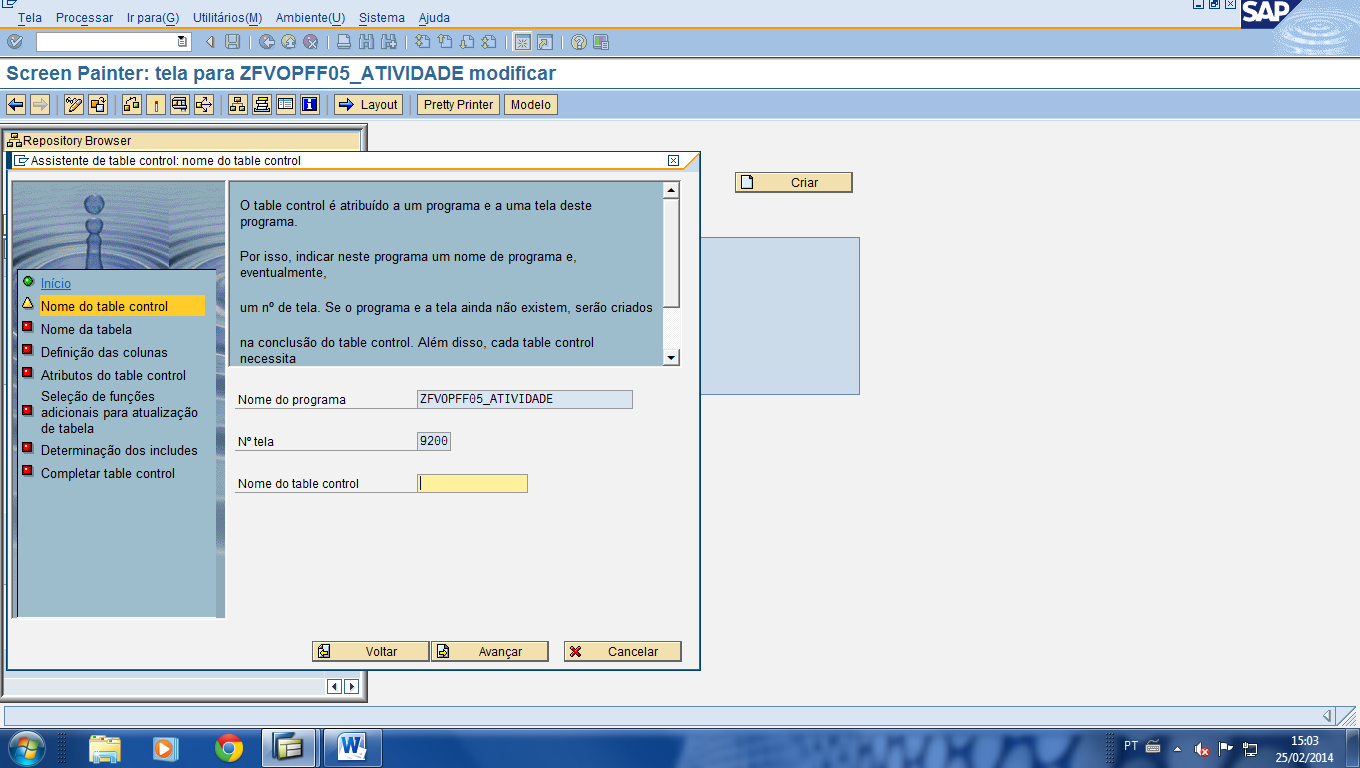 Tela Processar Ir para(G) Utilitários(M) Ambiente(U) Sistema Ajuda
SAP
Screen Painter: tela para ZFVOPFF05_ATIVIDADE modificar
Layout Pretty Printer Modelo
Repository Browser
Assistente de table control: nome do table control
Criar
O table control é atribuído a um programa e a uma tela deste
programa.
Por isso, indicar neste programa um nome de programa e,
eventualmente,
um nº de tela. Se o programa e a tela ainda não existem, serão criados
na conclusão do table control. Além disso, cada table control
necessita
Início
Nome do table control
Nome da tabela
Definição das colunas
Atributos do table control
Seleção de funções
adicionais para atualização
de tabela
Determinação dos includes
Completar table control
Nome do programa ZFVOPFF05_ATIVIDADE
Nº tela 9200
Nome do table control
Voltar Avançar Cancelar
PT
15:03
25/02/2014